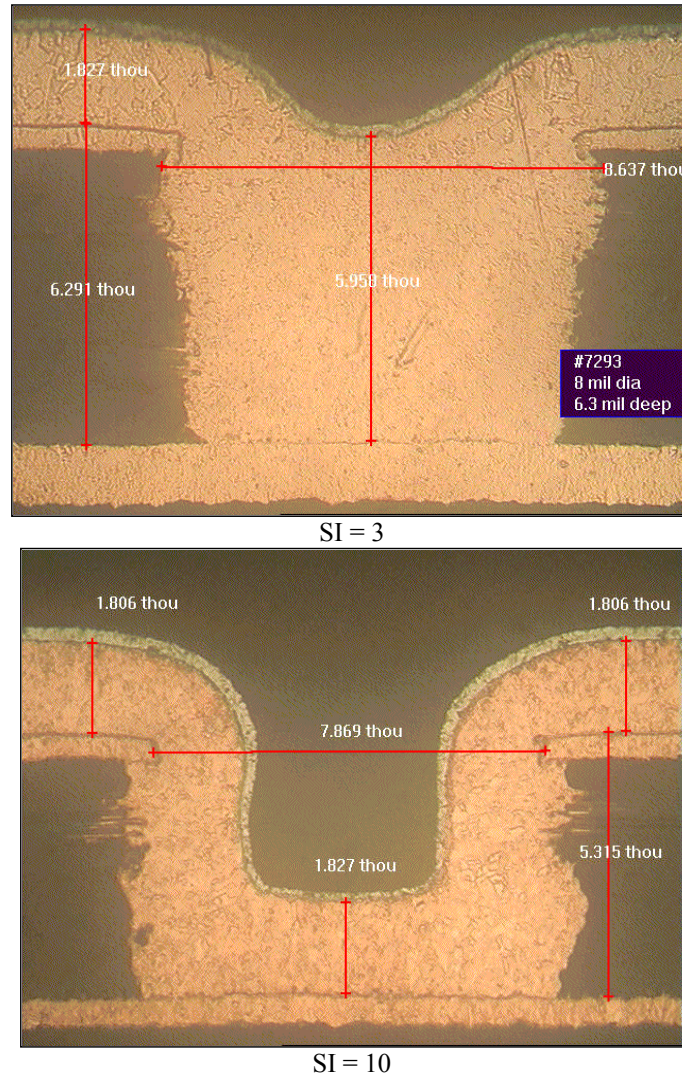 1.827 thou
8.637 thou
6.291 thou
5.958 thou
#7293
8 mil dia
6.3 mil deep
SI = 3
1.806 thou
1.806 thou
7.869 thou
1.827 thou
5.315 thou
SI = 10